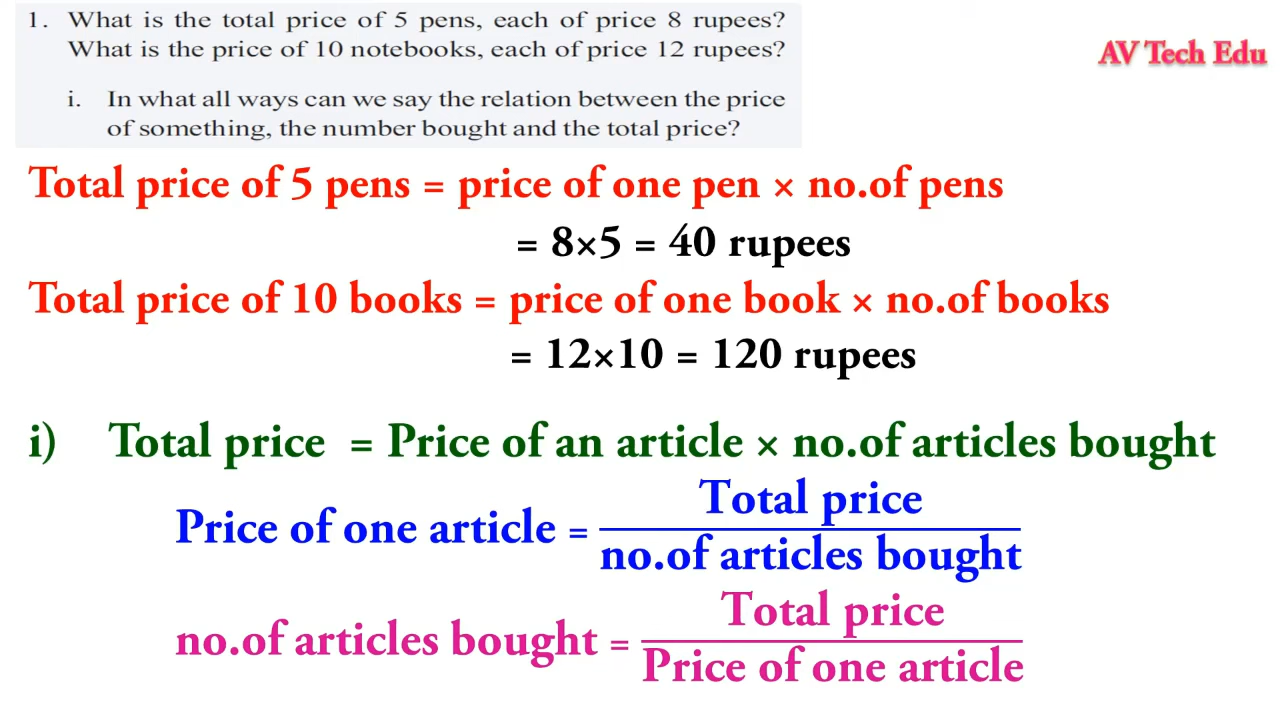 1. What is the total price of 5 pens, each of price 8 rupees?
What is the price of 10 notebooks, each of price 12 rupees?
i. In what all ways can we say the relation between the price
of something, the number bought and the total price?
AV Tech Edu
Total price of 5 pens = price of one pen × no.of pens
= 8×5 = 40 rupees
Total price of 10 books = price of one book × no.of books
= 12×10 = 120 rupees
i) Total price = Price of an article × no.of articles bought
Total price
Price of one article =
no.of articles bought
Total price
no.of articles bought =
Price of one article